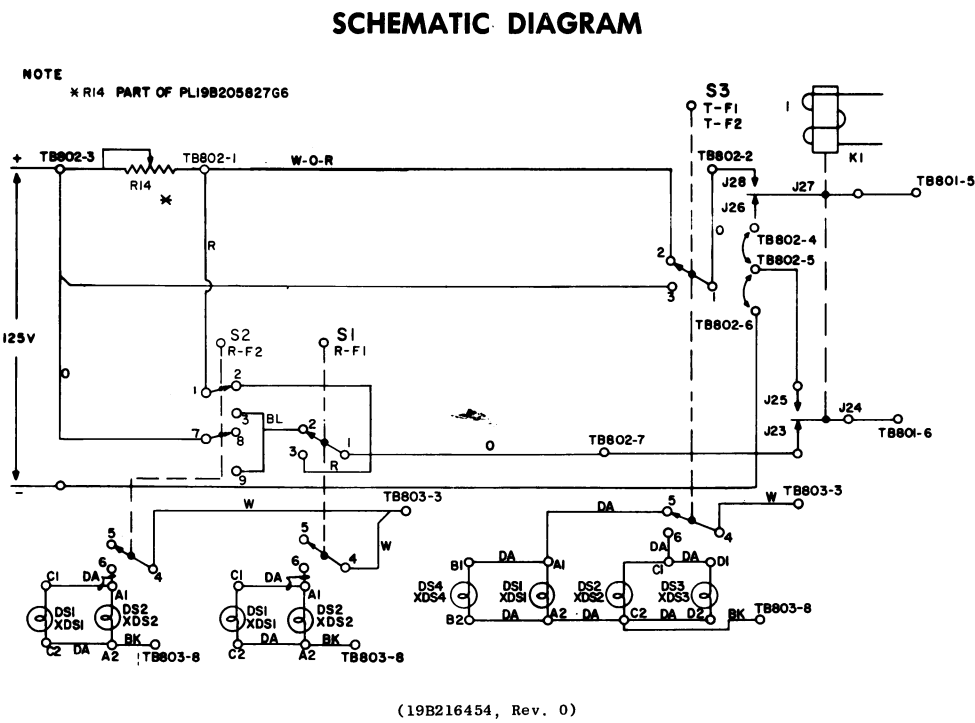 SCHEMATIC DIAGRAM
NOTE
* R14 PART OF PL19B205827G6
S3
T-F1
T-F2
1
K1
+ TB802-3
TB802-1
W-O-R
TB802-2
R14
*
J28
J27
TB801-5
J26
R
O
TB802-4
2
TB802-5
3
1
TB802-6
125V
S2
R-F2
S1
R-F1
O
1
2
3
BL
2
7
8
1
3
R
9
O
TB802-7
J25
J24
J23
TB801-6
-
TB803-3
W
5
W
4
6
DA
C1
A1
DS1
XDS1
DS2
XDS2
C2
DA
A2
BK
TB803-8
5
4
6
DA
C1
A1
DS1
XDS1
DS2
XDS2
C2
DA
A2
BK
TB803-8
DA
5
W
TB803-3
4
6
DA
B1
DA
A1
C1
DA
D1
DS4
XDS4
DS1
XDS1
DS2
XDS2
DS3
XDS3
B2
DA
A2
DA
C2
DA
D2
BK
TB803-8
(19B216454, Rev. 0)